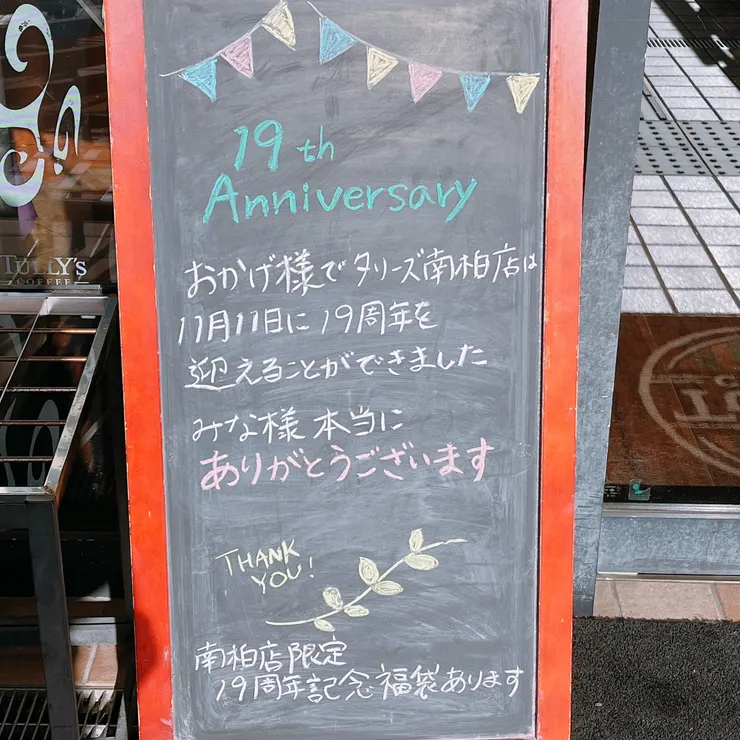 TULLY'S
COFFEE
19th
Anniversary
おかげ様でタリーズ南柏店は
11月11日に19周年を
迎えることができました
みな様本当に
ありがとうございます
THANK
YOU!
南柏店限定
19周年記念福袋あります